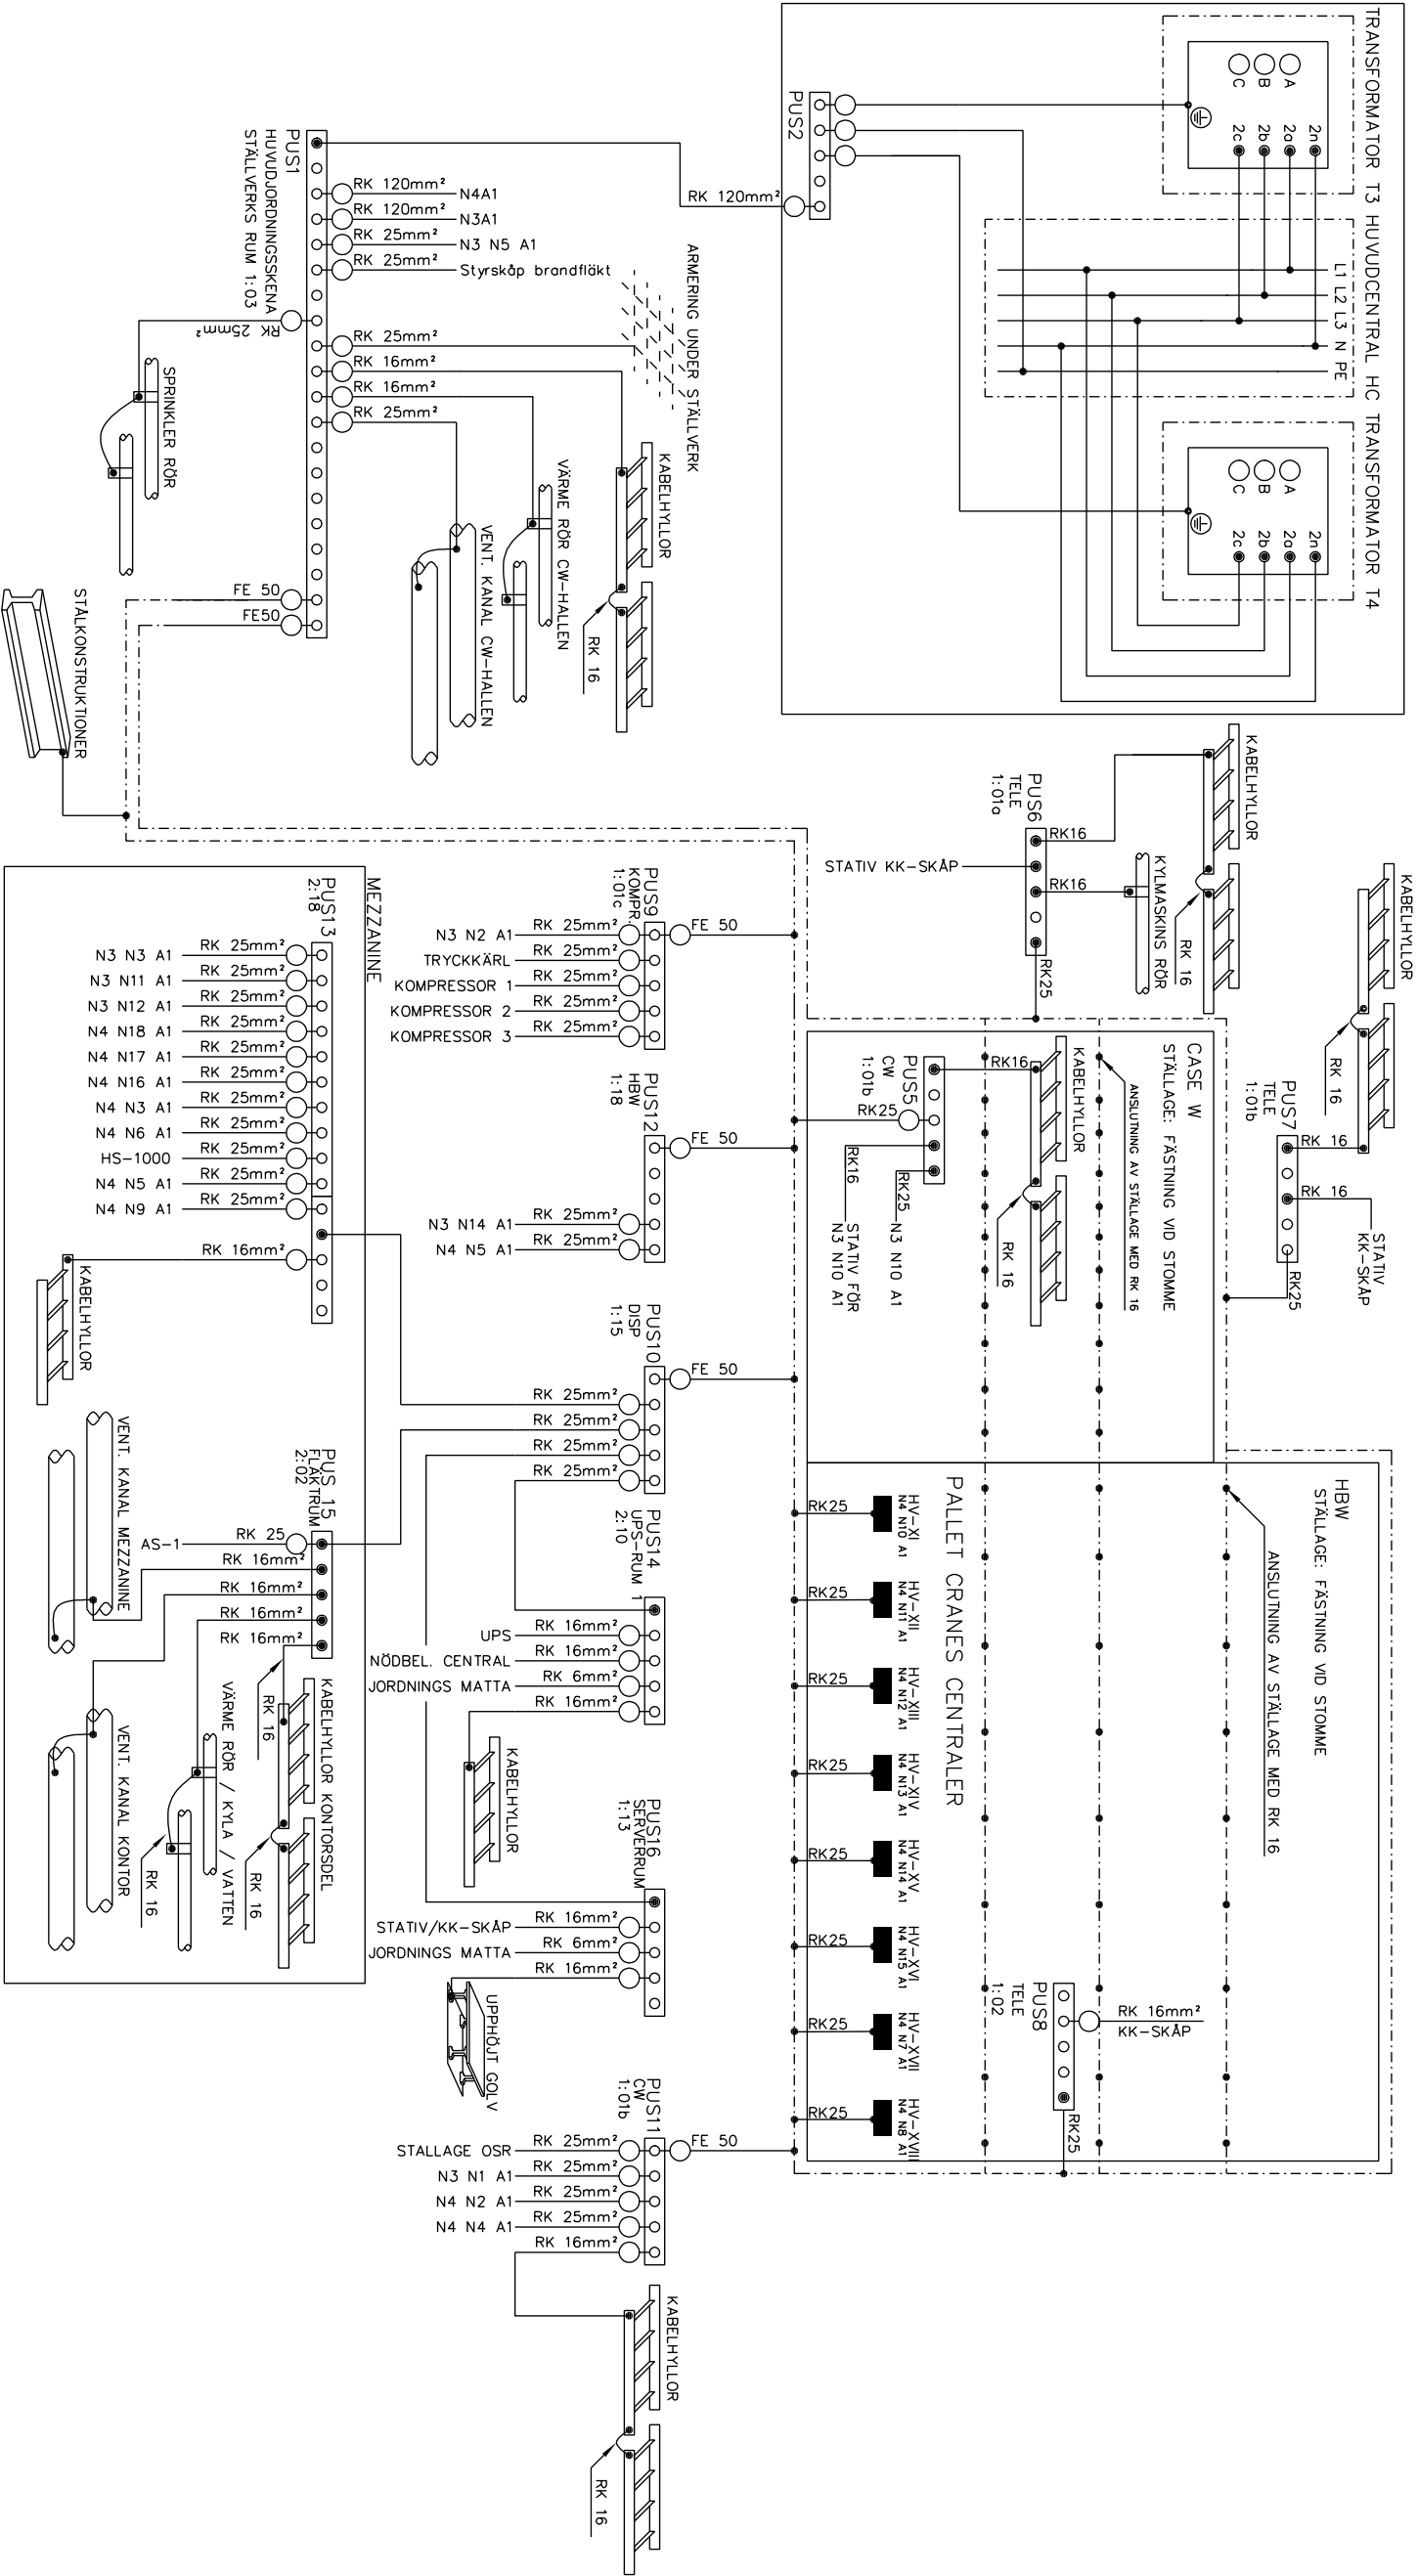 TRANSFORMATOR T3
HUVUDCENTRAL HC
TRANSFORMATOR T4
A
B
C
2n
2a
2b
2c
L1
L2
L3
N
PE
A
B
C
2n
2a
2b
2c
PUS2
RK 120mm²
PUS1
HUVUDJORDNINGSSKENA
STÄLLVERKS RUM 1:03
RK 120mm²
N4A1
RK 120mm²
N3A1
RK 25mm²
N3 N5 A1
RK 25mm²
Styrskåp brandfläkt
RK 25mm²
RK 25mm²
RK 16mm²
RK 16mm²
RK 25mm²
ARMERING UNDER STÄLLVERK
KABELHYLLOR
RK 16
VÄRME RÖR CW-HALLEN
VENT. KANAL CW-HALLEN
SPRINKLER RÖR
FE 50
FE50
STÅLKONSTRUKTIONER
KABELHYLLOR
RK 16
PUS6
TELE
1:01a
RK16
STATIV KK-SKÅP
RK16
KYLMASKINS RÖR
RK25
KABELHYLLOR
RK 16
PUS7
TELE
1:01b
RK 16
RK 16
STATIV
KK-SKÅP
RK25
CASE W
STÄLLAGE: FÄSTNING VID STOMME
ANSLUTNING AV STÄLLAGE MED RK 16
KABELHYLLOR
RK 16
PUS5
CW
1:01b
RK16
RK25
RK16
STATIV FÖR
N3 N10 A1
RK25
N3 N10 A1
HBW
STÄLLAGE: FÄSTNING VID STOMME
ANSLUTNING AV STÄLLAGE MED RK 16
PALLET CRANES CENTRALER
HV-XI
N4 N10 A1
RK25
HV-XII
N4 N11 A1
RK25
HV-XIII
N4 N12 A1
RK25
HV-XIV
N4 N13 A1
RK25
HV-XV
N4 N14 A1
RK25
HV-XVI
N4 N15 A1
RK25
HV-XVII
N4 N7 A1
RK25
HV-XVIII
N4 N8 A1
RK25
PUS8
TELE
1:02
RK 16mm²
KK-SKÅP
RK25
PUS9
KOMPR.
1:01c
FE 50
N3 N2 A1
RK 25mm²
TRYCKKÄRL
RK 25mm²
KOMPRESSOR 1
RK 25mm²
KOMPRESSOR 2
RK 25mm²
KOMPRESSOR 3
RK 25mm²
PUS12
HBW
1:18
FE 50
N3 N14 A1
RK 25mm²
N4 N5 A1
RK 25mm²
PUS10
DISP
1:15
FE 50
RK 25mm²
RK 25mm²
RK 25mm²
RK 25mm²
PUS14
UPS-RUM 1
2:10
UPS
RK 16mm²
NÖDBEL. CENTRAL
RK 16mm²
JORDNINGS MATTA
RK 6mm²
RK 16mm²
KABELHYLLOR
PUS16
SERVERRUM
1:13
STATIV/KK-SKÅP
RK 16mm²
JORDNINGS MATTA
RK 6mm²
RK 16mm²
UPPHÖJT GOLV
PUS11
CW
1:01b
FE 50
STALLAGE OSR
RK 25mm²
N3 N1 A1
RK 25mm²
N4 N2 A1
RK 25mm²
N4 N4 A1
RK 25mm²
RK 16mm²
KABELHYLLOR
RK 16
MEZZANINE
PUS13
2:18
N3 N3 A1
RK 25mm²
N3 N11 A1
RK 25mm²
N3 N12 A1
RK 25mm²
N4 N18 A1
RK 25mm²
N4 N17 A1
RK 25mm²
N4 N16 A1
RK 25mm²
N4 N3 A1
RK 25mm²
N4 N6 A1
RK 25mm²
HS-1000
RK 25mm²
N4 N5 A1
RK 25mm²
N4 N9 A1
RK 25mm²
RK 16mm²
KABELHYLLOR
PUS 15
FLÄKTRUM
2:02
AS-1
RK 25
RK 16mm²
RK 16mm²
RK 16mm²
RK 16mm²
VENT. KANAL MEZZANINE
KABELHYLLOR KONTORSDEL
RK 16
RK 16
VÄRME RÖR / KYLA / VATTEN
RK 16
VENT. KANAL KONTOR